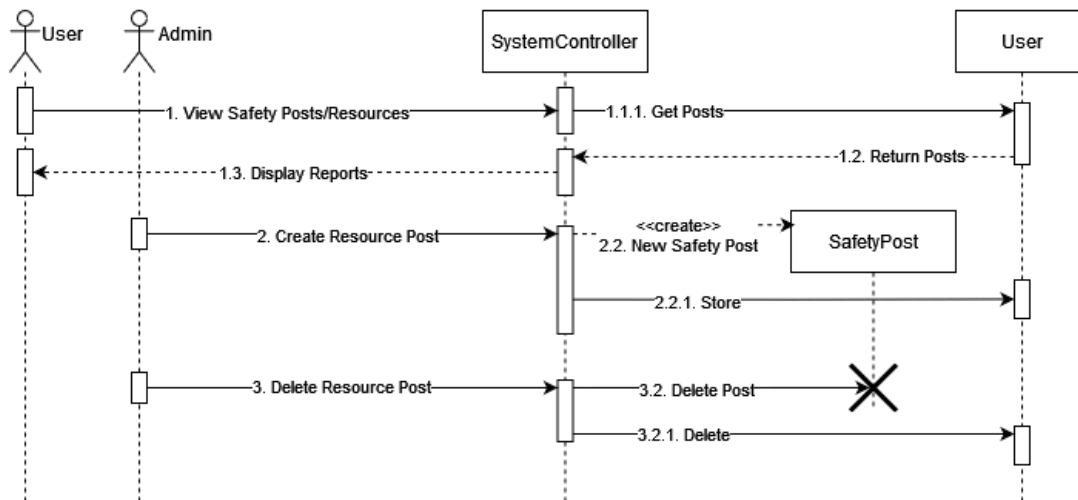 User
Admin
SystemController
User
1. View Safety Posts/Resources
1.1.1. Get Posts
1.2. Return Posts
1.3. Display Reports
2. Create Resource Post
<<create>>
2.2. New Safety Post
SafetyPost
2.2.1. Store
3. Delete Resource Post
3.2. Delete Post
3.2.1. Delete